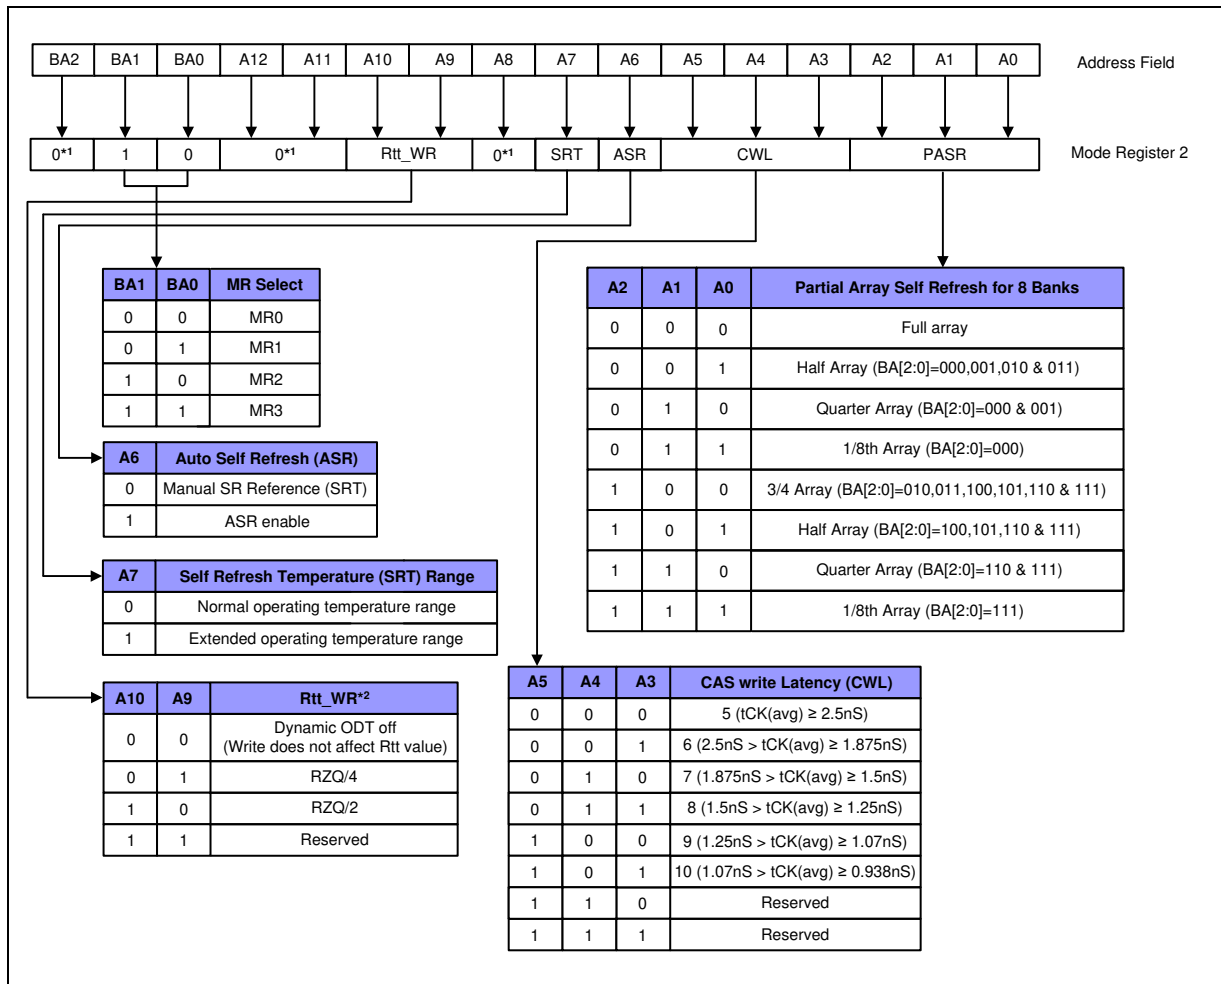 BA2 BA1 BA0 A12 A11 A10 A9 A8 A7 A6 A5 A4 A3 A2 A1 A0 Address Field
0*1 1 0 0*1 Rtt_WR 0*1 SRT ASR CWL PASR Mode Register 2
BA1 BA0 MR Select
0 0 MR0
0 1 MR1
1 0 MR2
1 1 MR3
A6 Auto Self Refresh (ASR)
0 Manual SR Reference (SRT)
1 ASR enable
A7 Self Refresh Temperature (SRT) Range
0 Normal operating temperature range
1 Extended operating temperature range
A10 A9 Rtt_WR*2
0 0 Dynamic ODT off
(Write does not affect Rtt value)
0 1 RZQ/4
1 0 RZQ/2
1 1 Reserved
A2 A1 A0 Partial Array Self Refresh for 8 Banks
0 0 0 Full array
0 0 1 Half Array (BA[2:0]=000,001,010 & 011)
0 1 0 Quarter Array (BA[2:0]=000 & 001)
0 1 1 1/8th Array (BA[2:0]=000)
1 0 0 3/4 Array (BA[2:0]=010,011,100,101,110 & 111)
1 0 1 Half Array (BA[2:0]=100,101,110 & 111)
1 1 0 Quarter Array (BA[2:0]=110 & 111)
1 1 1 1/8th Array (BA[2:0]=111)
A5 A4 A3 CAS write Latency (CWL)
0 0 0 5 (tCK(avg) ≥ 2.5nS)
0 0 1 6 (2.5nS > tCK(avg) ≥ 1.875nS)
0 1 0 7 (1.875nS > tCK(avg) ≥ 1.5nS)
0 1 1 8 (1.5nS > tCK(avg) ≥ 1.25nS)
1 0 0 9 (1.25nS > tCK(avg) ≥ 1.07nS)
1 0 1 10 (1.07nS > tCK(avg) ≥ 0.938nS)
1 1 0 Reserved
1 1 1 Reserved